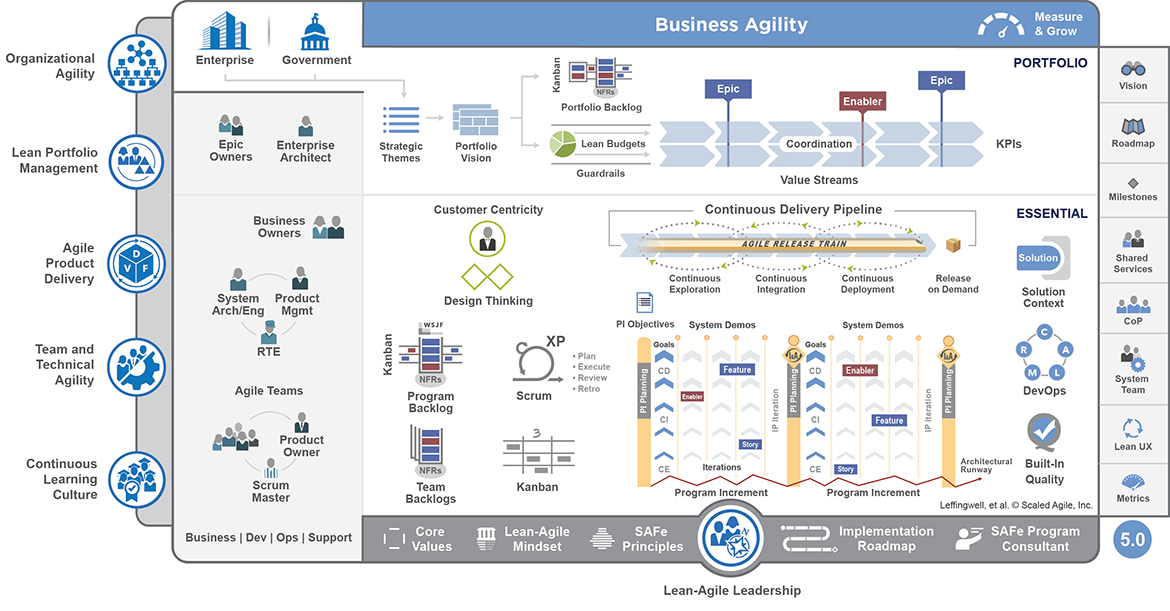 Organizational
Agility
Lean Portfolio
Management
Agile
Product
Delivery
D
V
F
Team and
Technical
Agility
Continuous
Learning
Culture
Enterprise
Government
Business Agility
Measure
& Grow
PORTFOLIO
Epic
Owners
Enterprise
Architect
Strategic
Themes
Portfolio
Vision
Kanban
NFRs
Portfolio Backlog
Lean Budgets
Guardrails
Epic
Enabler
Epic
Coordination
Value Streams
KPIs
ESSENTIAL
Business
Owners
System
Arch/Eng
Product
Mgmt
RTE
Agile Teams
Product
Owner
Scrum
Master
Business | Dev | Ops | Support
Customer Centricity
Design Thinking
Kanban
WSJF
NFRs
Program
Backlog
XP
• Plan
• Execute
• Review
• Retro
Scrum
NFRs
Team
Backlogs
3
Kanban
Continuous Delivery Pipeline
AGILE RELEASE TRAIN
Continuous
Exploration
Continuous
Integration
Continuous
Deployment
Release
on Demand
PI Objectives
System Demos
System Demos
PI Planning
Goals
CD
CI
CE
Enabler
Feature
Story
Iterations
IP Iteration
I&A
PI Planning
Goals
CD
CI
CE
Enabler
Feature
Story
IP Iteration
I&A
PI Planning
Program Increment
Program Increment
Architectural
Runway
Solution
Solution
Context
C
A
L
M
R
DevOps
Built-In
Quality
Leffingwell, et al. © Scaled Agile, Inc.
Vision
Roadmap
Milestones
Shared
Services
CoP
System
Team
Lean UX
Metrics
5.0
Core
Values
Lean-Agile
Mindset
SAFe
Principles
Implementation
Roadmap
SAFe Program
Consultant
Lean-Agile Leadership